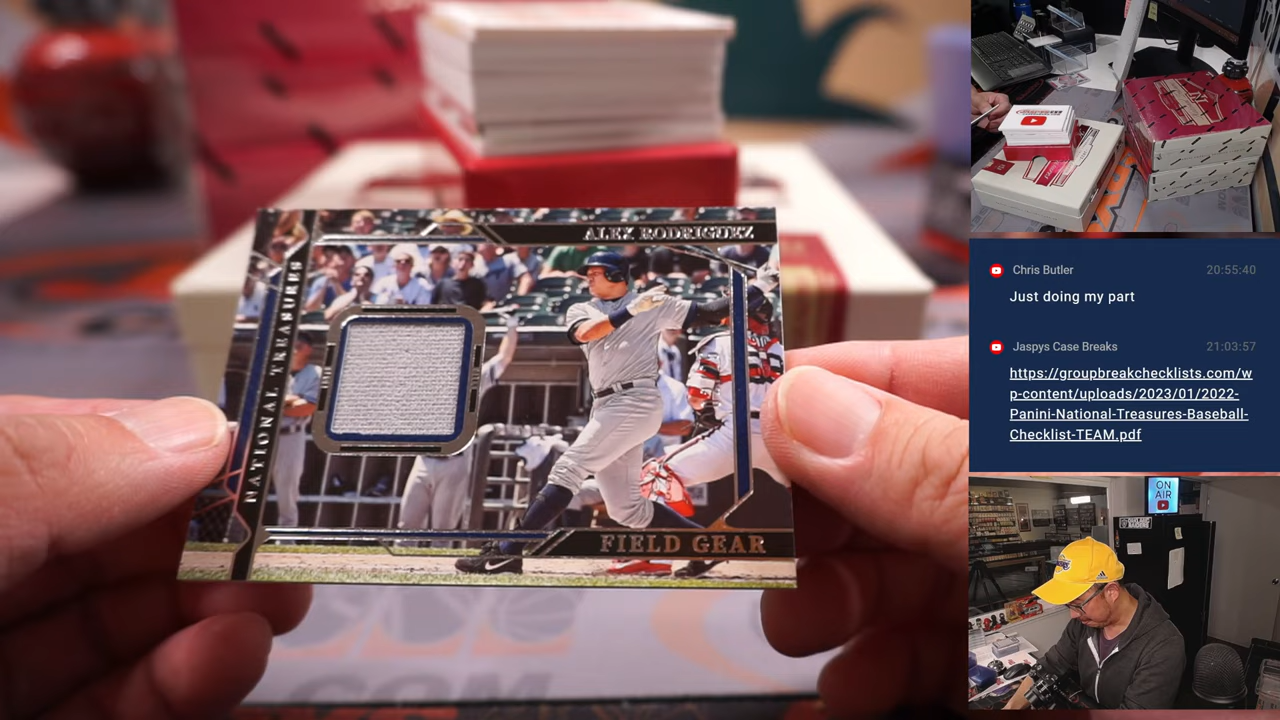 ALEX RODRIGUEZ
NATIONAL TREASURES
FIELD GEAR
Chris Butler
20:55:40
Just doing my part
Jaspys Case Breaks
21:03:57
https://groupbreakchecklists.com/w
p-content/uploads/2023/01/2022-
Panini-National-Treasures-Baseball-
Checklist-TEAM.pdf
ON
AIR